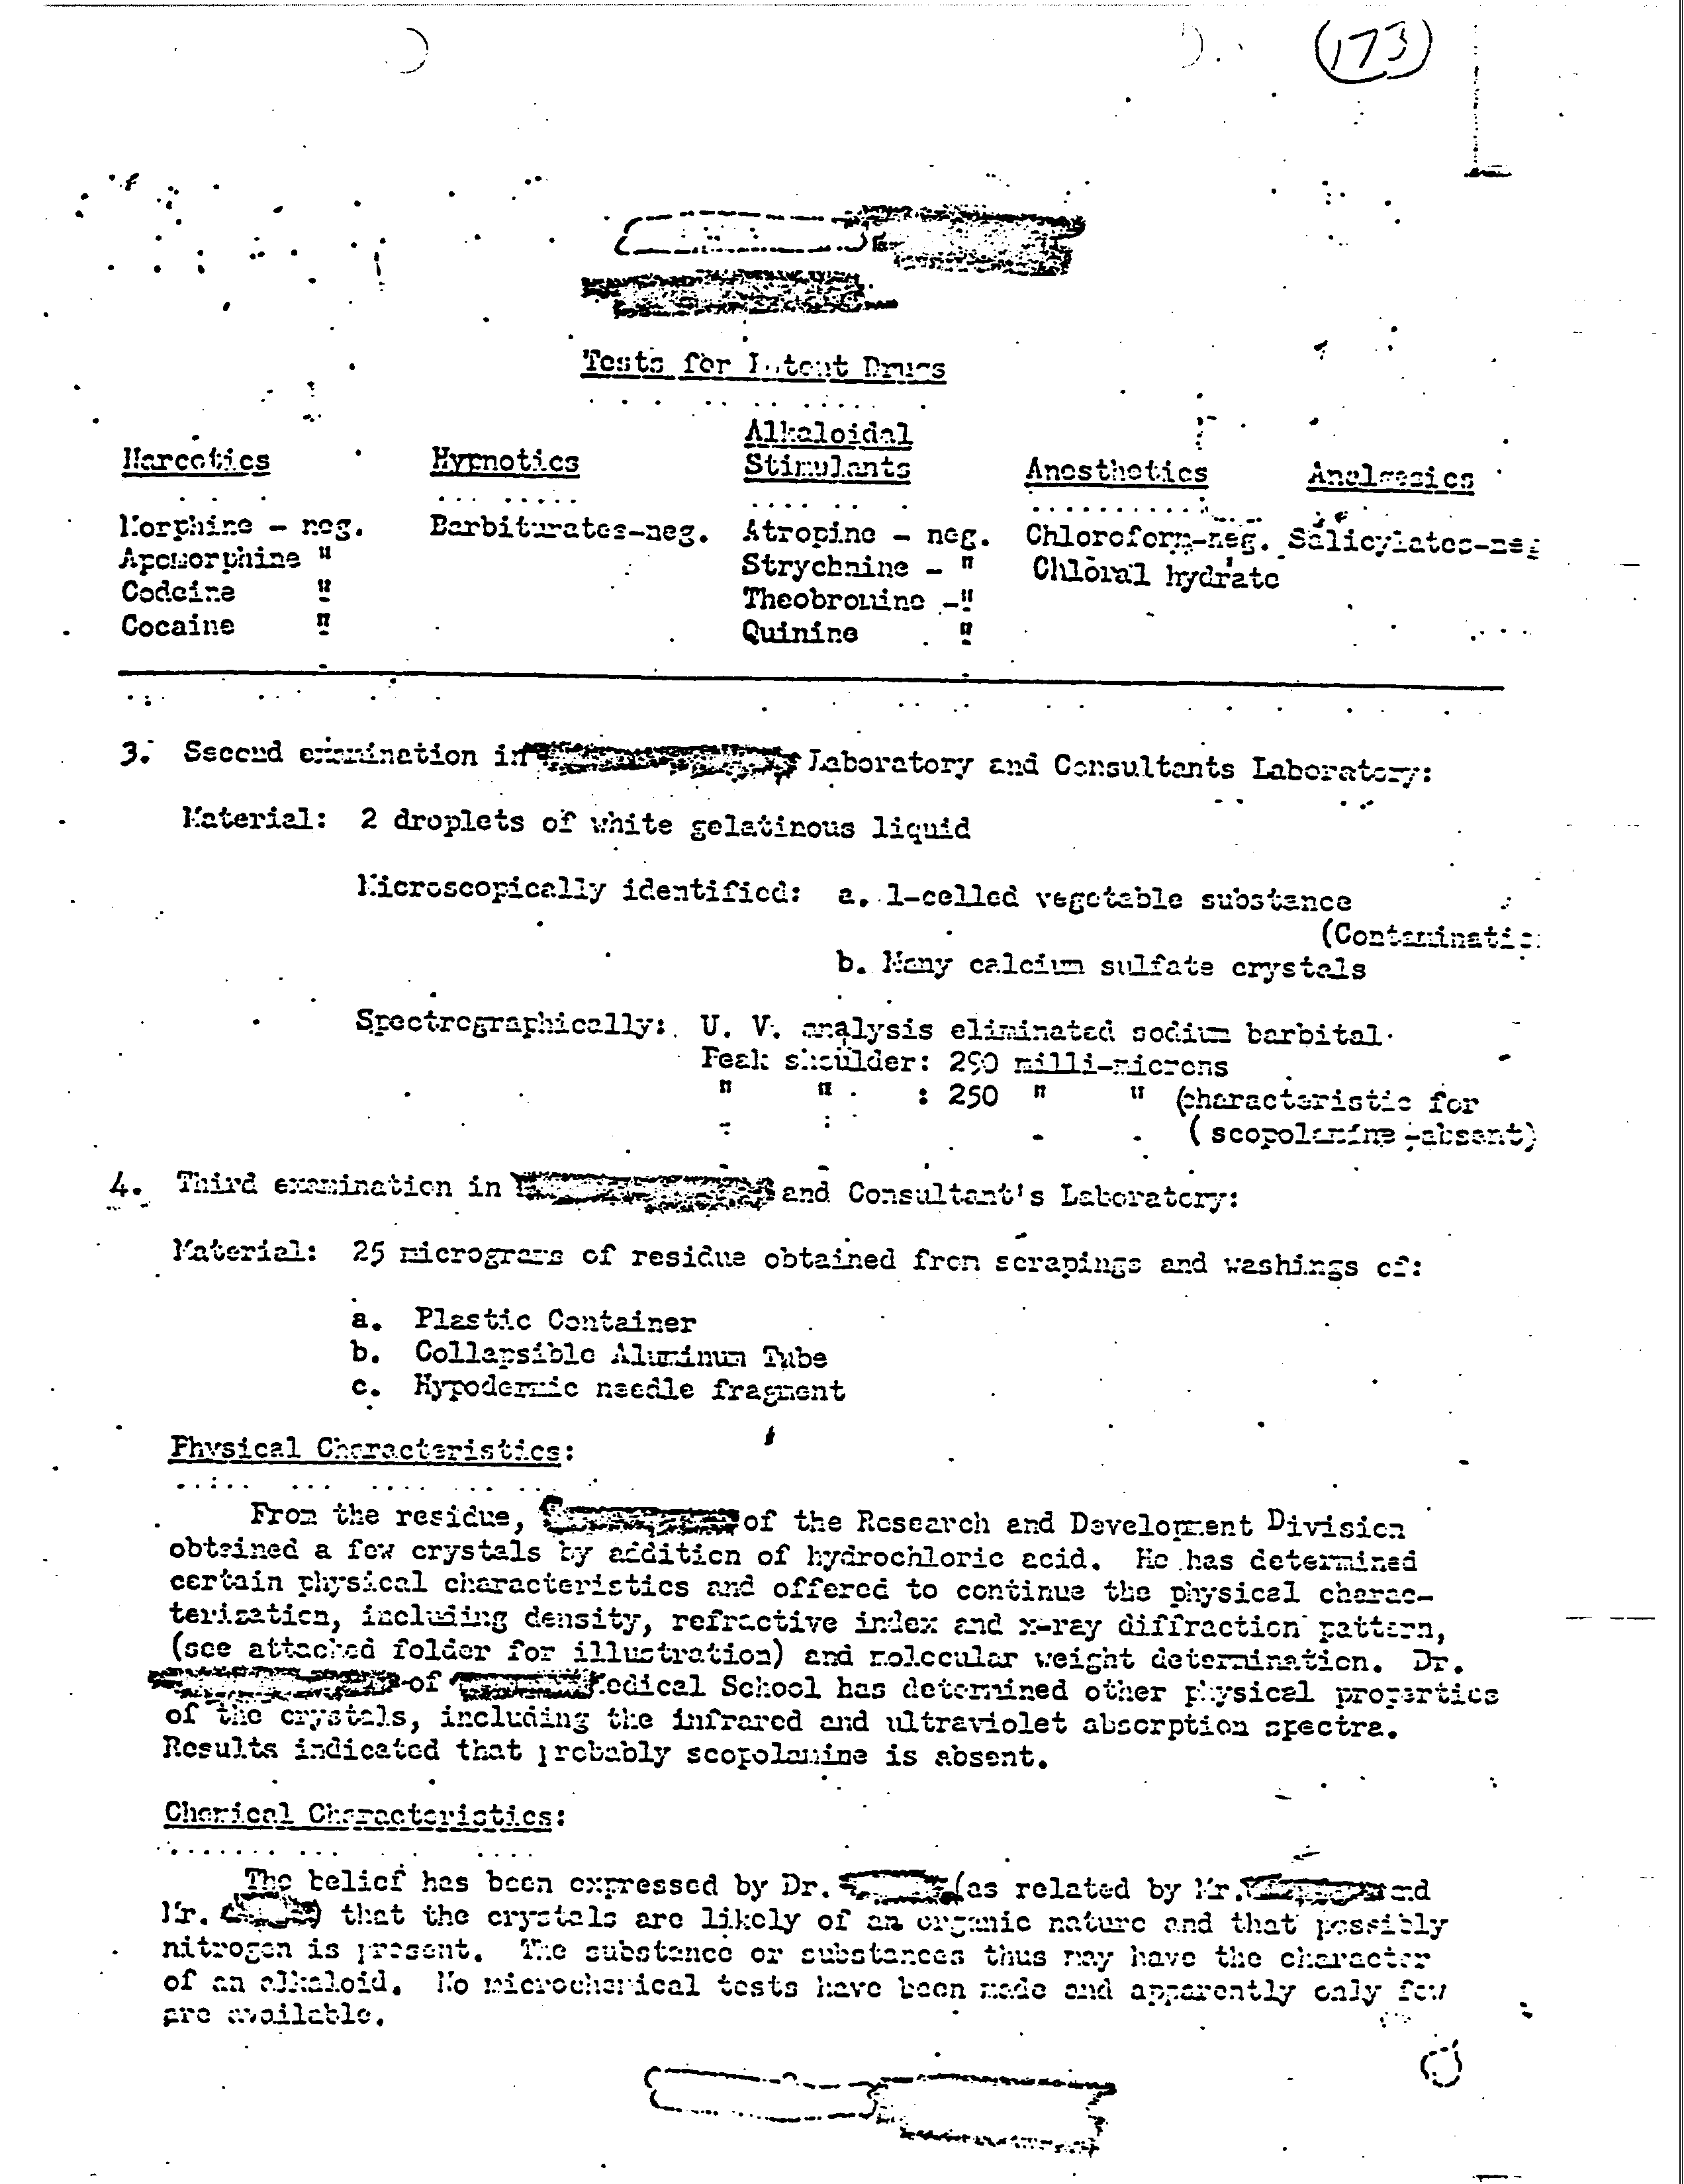 (173)
Tests for Potent Drugs
Narcotics Hypnotics Alkaloidal Stimulants Anesthetics Analgesics
Morphine - neg. Barbiturates-neg. Atropine - neg. Chloroform-neg. Salicylates-neg
Apomorphine " Strychnine - " Chloral hydrate
Codeine " Theobromine -"
Cocaine " Quinine "
3. Second examination in Laboratory and Consultants Laboratory:
Material: 2 droplets of white gelatinous liquid
Microscopically identified: a. 1-celled vegetable substance
(Contaminatio
b. Many calcium sulfate crystals
Spectrographically: U. V. analysis eliminated sodium barbital.
Peak shoulder: 290 milli-microns
" " : 250 " " (characteristic for
( scopolamine -absent)
4. Third examination in and Consultant's Laboratory:
Material: 25 micrograms of residue obtained from scrapings and washings of:
a. Plastic Container
b. Collapsible Aluminum Tube
c. Hypodermic needle fragment
Physical Characteristics:
From the residue, of the Research and Development Division
obtained a few crystals by addition of hydrochloric acid. He has determined
certain physical characteristics and offered to continue the physical charac-
terization, including density, refractive index and x-ray diffraction pattern,
(see attached folder for illustration) and molecular weight determination. Dr.
of Medical School has determined other physical properties
of the crystals, including the infrared and ultraviolet absorption spectra.
Results indicated that probably scopolamine is absent.
Chemical Characteristics:
The belief has been expressed by Dr. (as related by Mr. and
Mr. ) that the crystals are likely of an organic nature and that possibly
nitrogen is present. The substance or substances thus may have the character
of an alkaloid. No microchemical tests have been made and apparently only few
are available.